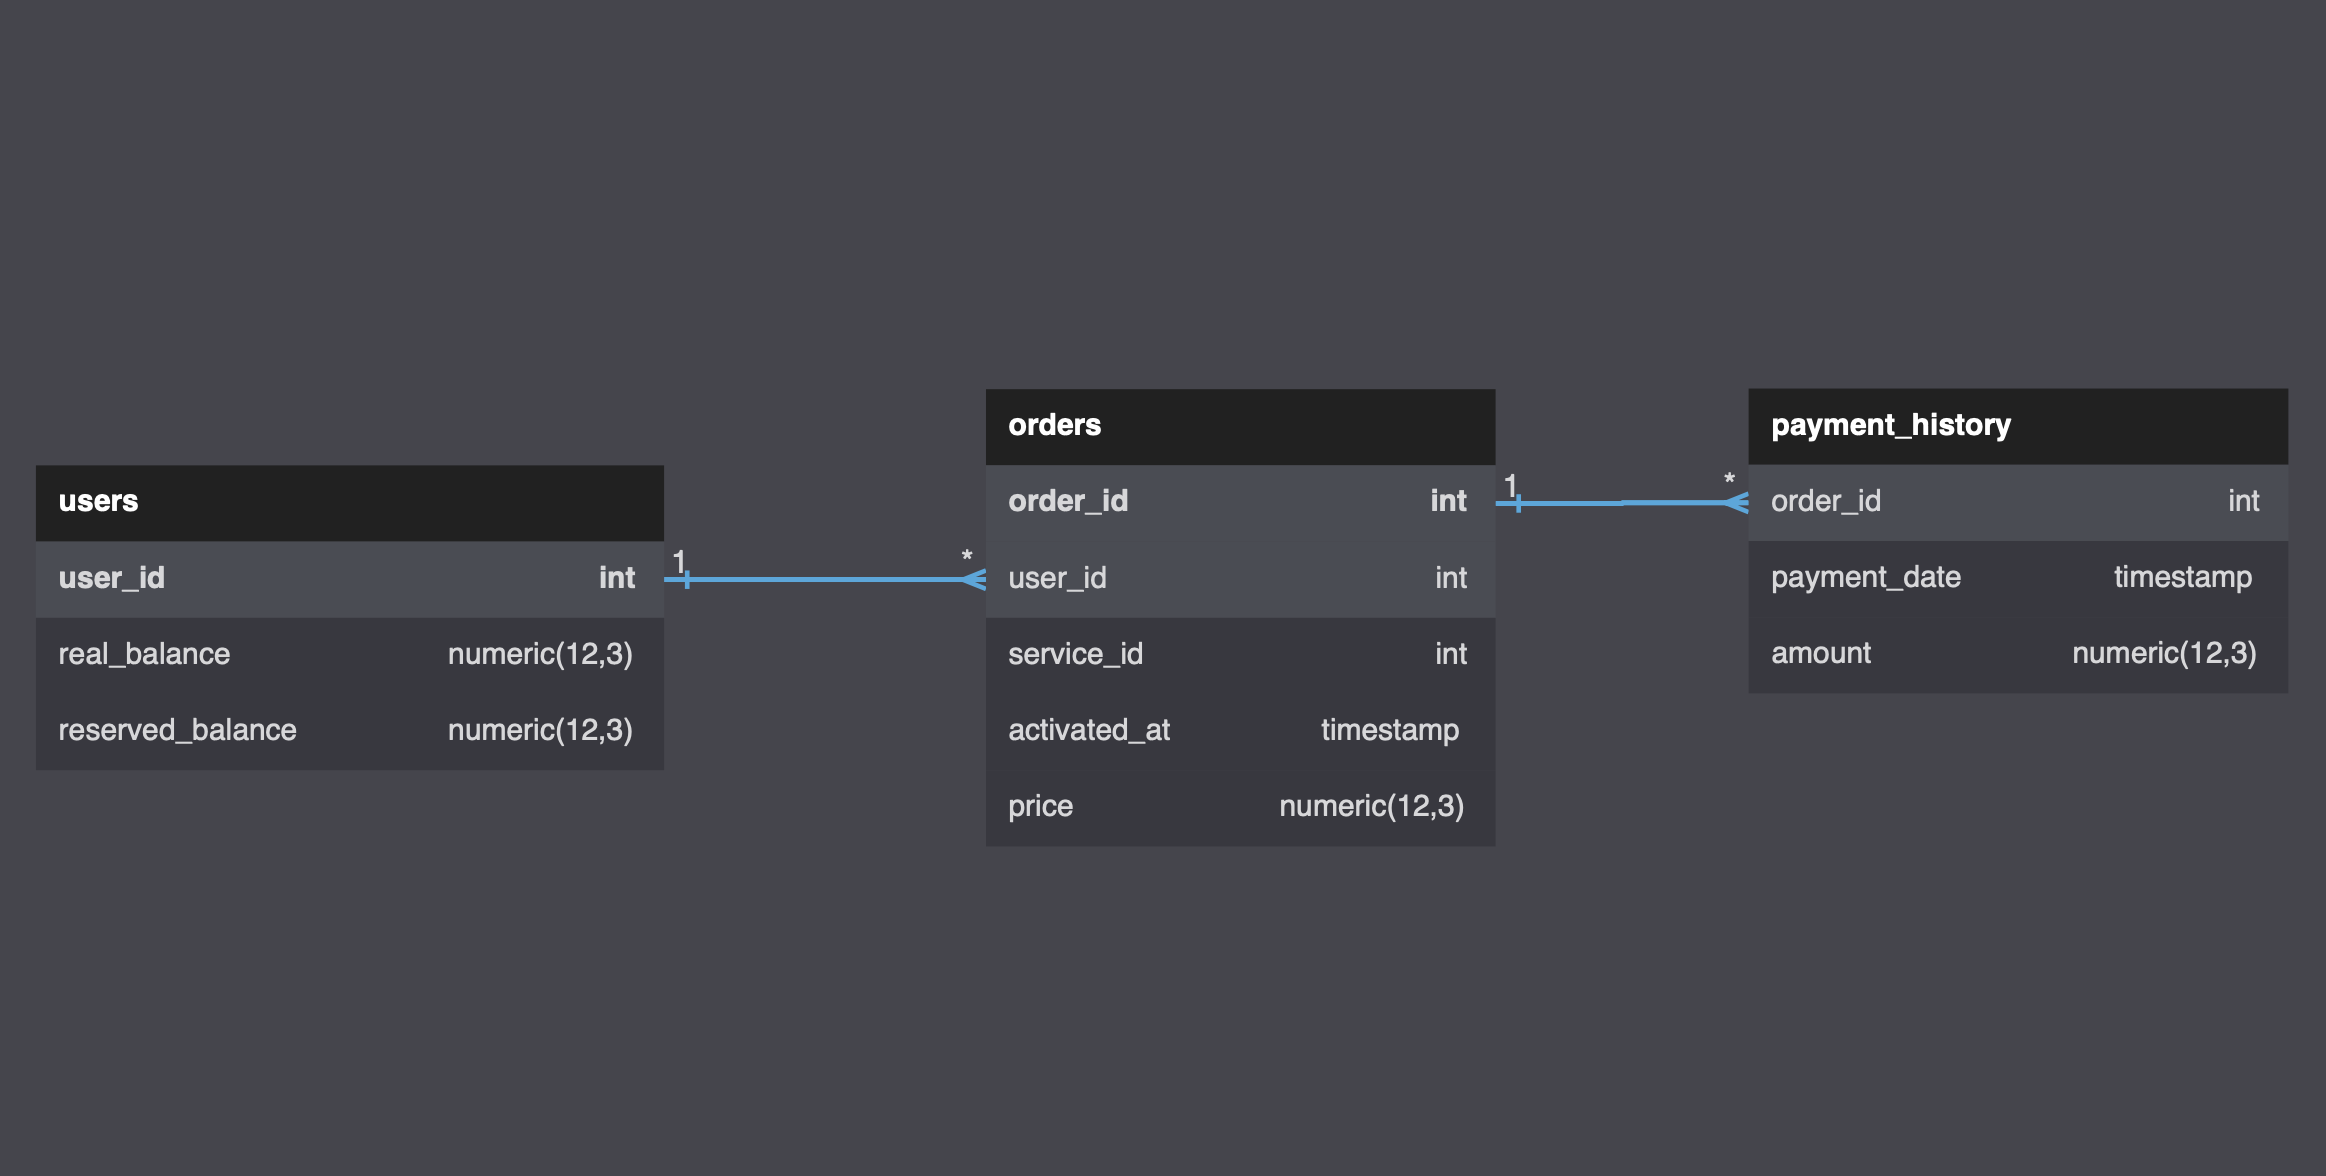 users
user_id int
real_balance numeric(12,3)
reserved_balance numeric(12,3)
1 *
orders
order_id int
user_id int
service_id int
activated_at timestamp
price numeric(12,3)
1 *
payment_history
order_id int
payment_date timestamp
amount numeric(12,3)